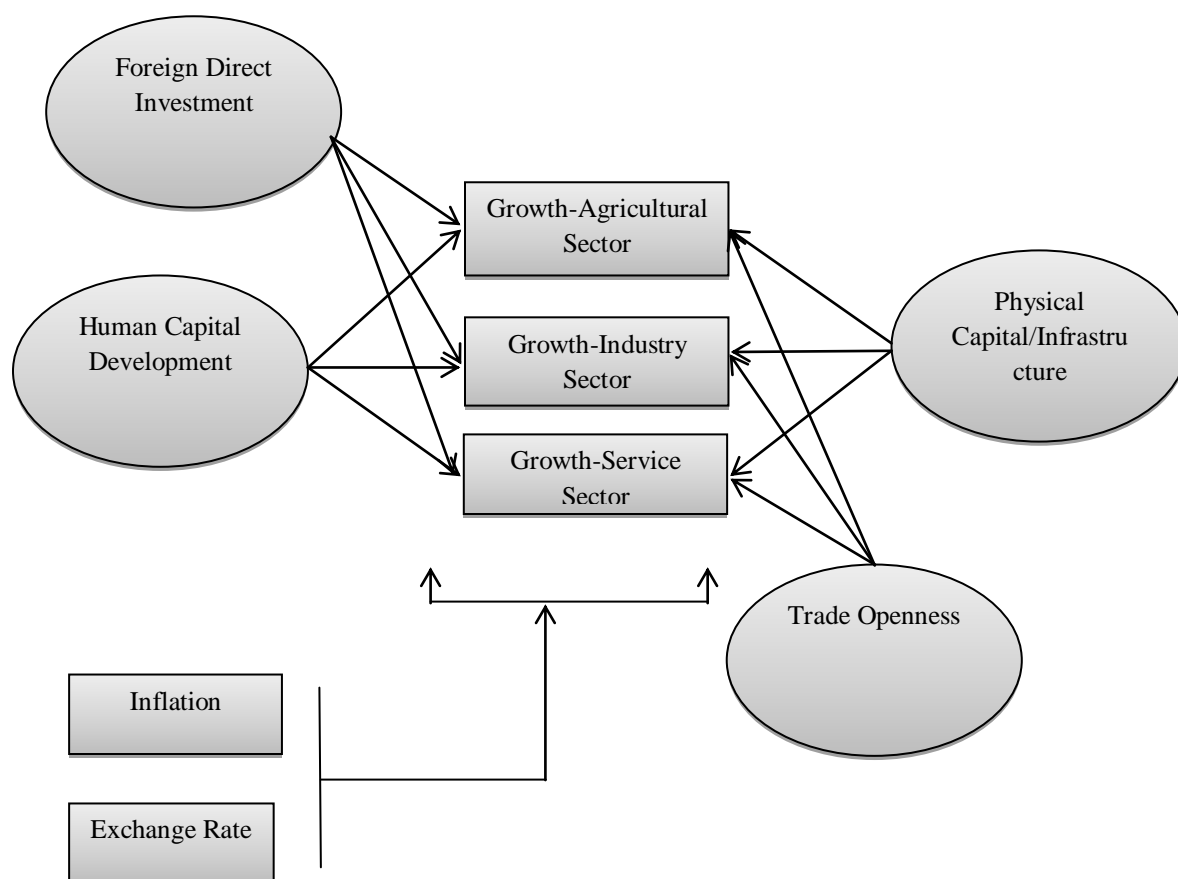 Foreign Direct
Investment
Growth-Agricultural
Sector
Human Capital
Development
Growth-Industry
Sector
Physical
Capital/Infrastru
cture
Growth-Service
Sector
Trade Openness
Inflation
Exchange Rate